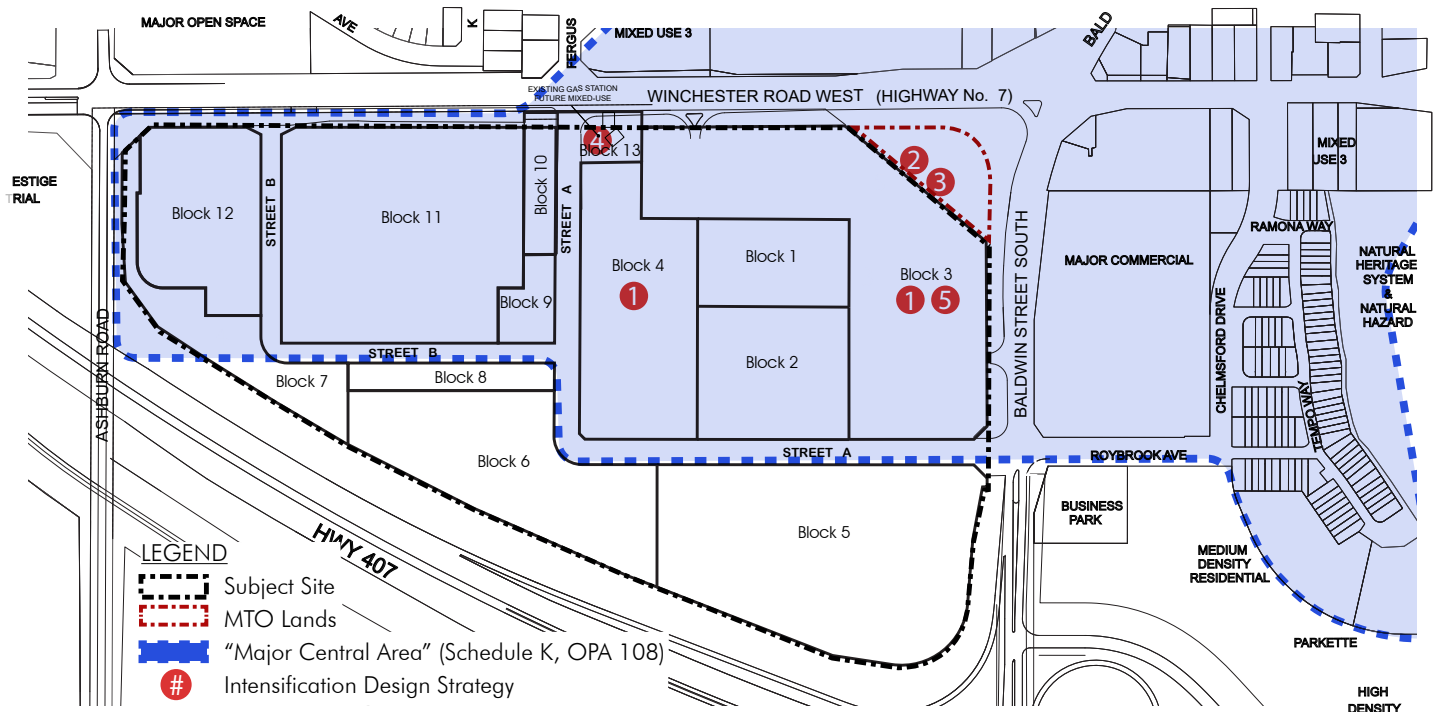 MAJOR OPEN SPACE
AVE
K
FERGUS
MIXED USE 3
BALD
EXISTING GAS STATION
FUTURE MIXED-USE
WINCHESTER ROAD WEST (HIGHWAY No. 7)
4
Block 13
2
3
MIXED
USE 3
ESTIGE
TRIAL
Block 12
STREET B
Block 11
Block 10
STREET A
Block 4
1
Block 1
Block 3
1
5
BALDWIN STREET SOUTH
MAJOR COMMERCIAL
RAMONA WAY
NATURAL
HERITAGE
SYSTEM
&
NATURAL
HAZARD
CHELMSFORD DRIVE
TEMPO WAY
Block 9
ASHBURN ROAD
STREET B
Block 7
Block 8
Block 2
Block 6
STREET A
ROYBROOK AVE
Block 5
BUSINESS
PARK
MEDIUM
DENSITY
RESIDENTIAL
HWY 407
PARKETTE
HIGH
DENSITY
LEGEND
Subject Site
MTO Lands
“Major Central Area” (Schedule K, OPA 108)
# Intensification Design Strategy